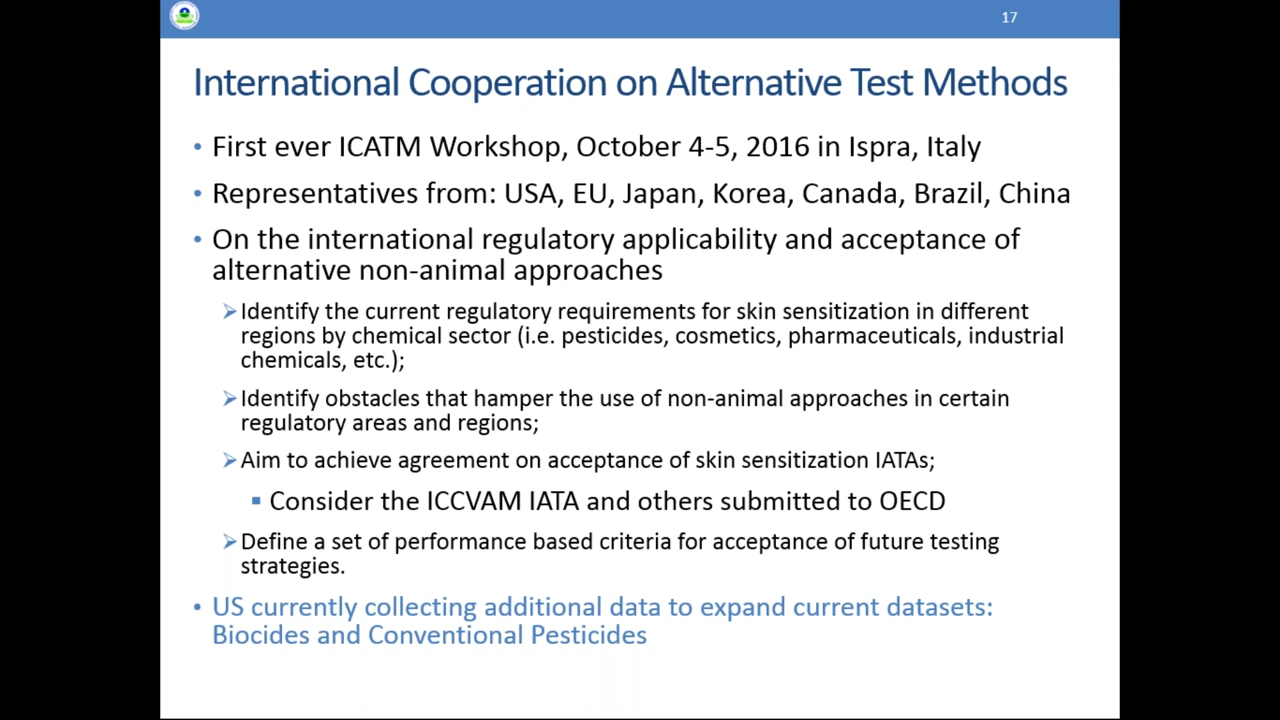 17
International Cooperation on Alternative Test Methods
• First ever ICATM Workshop, October 4-5, 2016 in Ispra, Italy
• Representatives from: USA, EU, Japan, Korea, Canada, Brazil, China
• On the international regulatory applicability and acceptance of
alternative non-animal approaches
➢Identify the current regulatory requirements for skin sensitization in different
regions by chemical sector (i.e. pesticides, cosmetics, pharmaceuticals, industrial
chemicals, etc.);
➢Identify obstacles that hamper the use of non-animal approaches in certain
regulatory areas and regions;
➢Aim to achieve agreement on acceptance of skin sensitization IATAs;
▪ Consider the ICCVAM IATA and others submitted to OECD
➢Define a set of performance based criteria for acceptance of future testing
strategies.
• US currently collecting additional data to expand current datasets:
Biocides and Conventional Pesticides